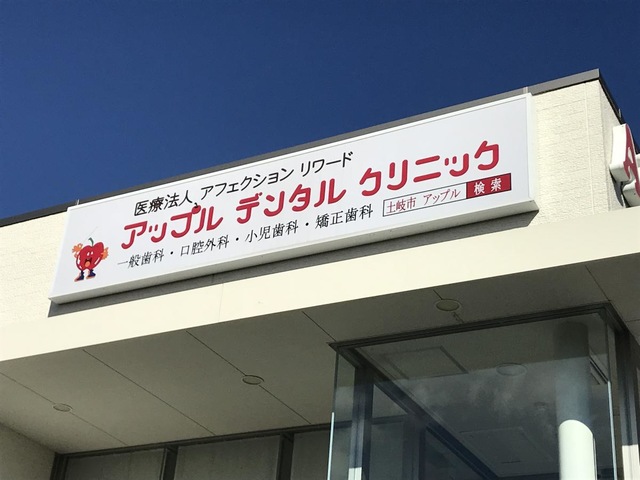 医療法人 アフェクション リワード
アップル デンタル クリニック
一般歯科・口腔外科・小児歯科・矯正歯科
土岐市 アップル 検索